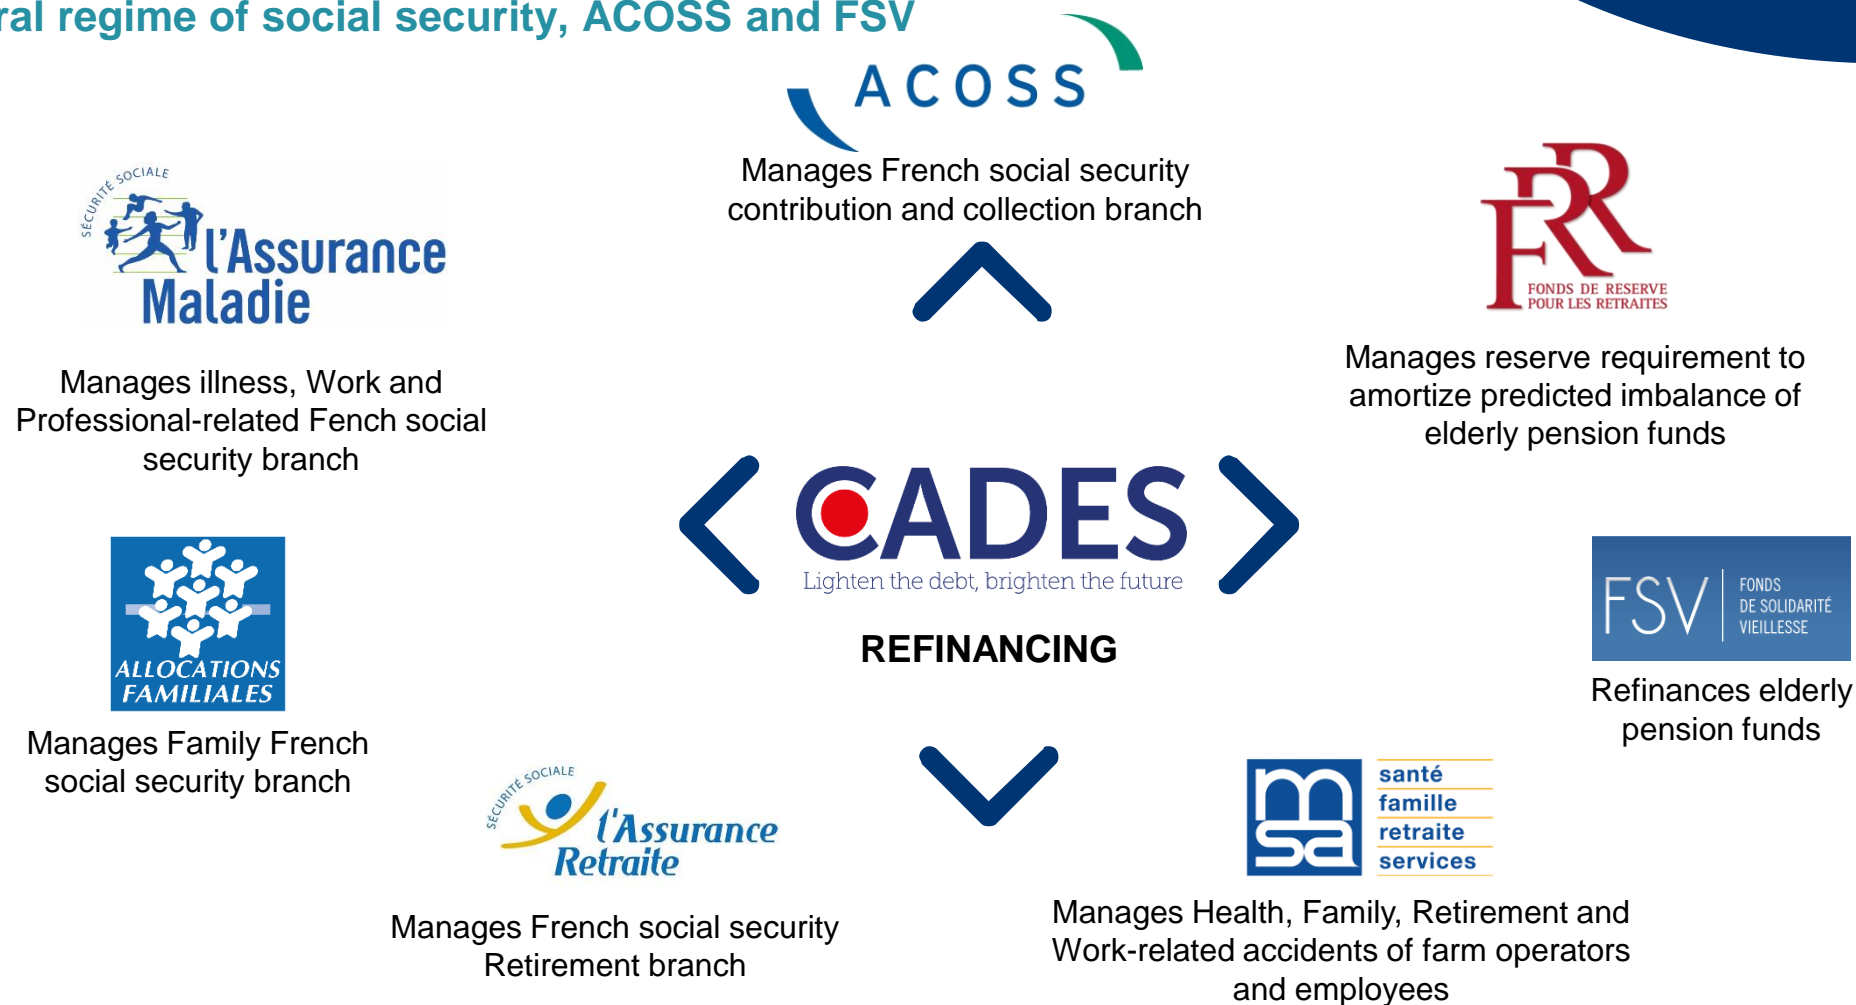 ral regime of social security, ACOSS and FSV
ACOSS
Manages French social security
contribution and collection branch
SÉCURITÉ SOCIALE
l'Assurance
Maladie
Manages illness, Work and
Professional-related Fench social
security branch
FRR
FONDS DE RESERVE
POUR LES RETRAITES
Manages reserve requirement to
amortize predicted imbalance of
elderly pension funds
CADES
Lighten the debt, brighten the future
REFINANCING
ALLOCATIONS
FAMILIALES
Manages Family French
social security branch
FSV
FONDS
DE SOLIDARITÉ
VIEILLESSE
Refinances elderly
pension funds
SÉCURITÉ SOCIALE
l'Assurance
Retraite
Manages French social security
Retirement branch
msa
santé
famille
retraite
services
Manages Health, Family, Retirement and
Work-related accidents of farm operators
and employees